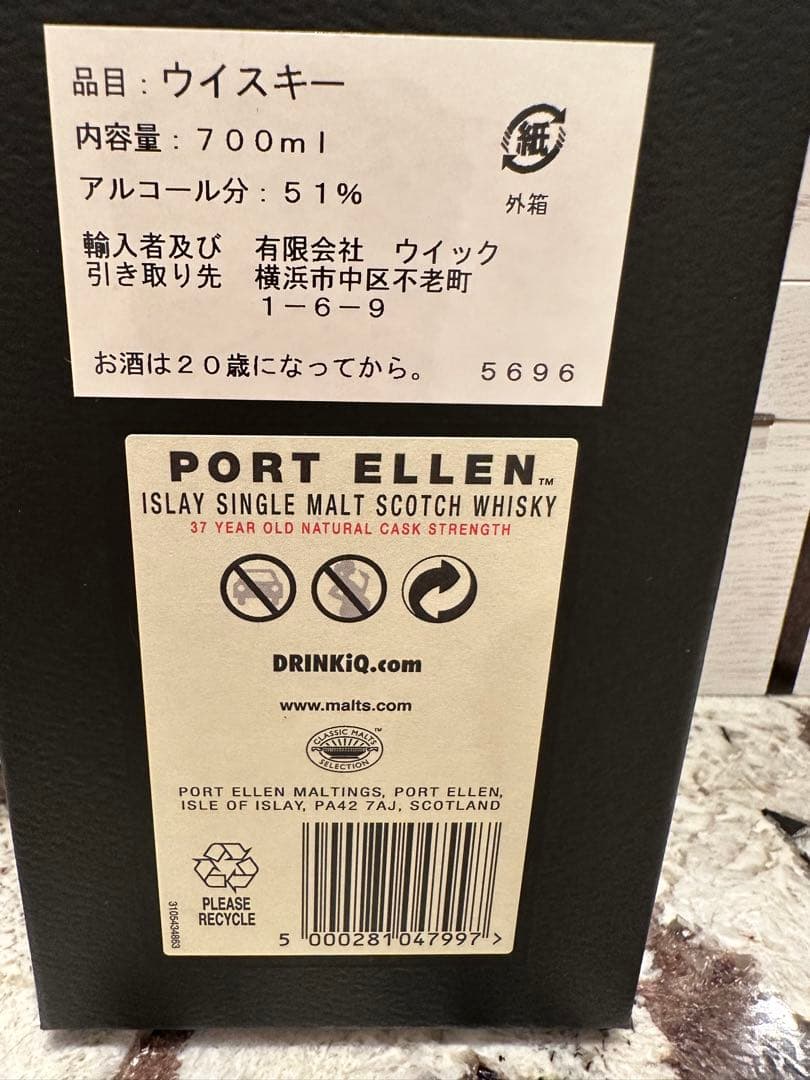 品目：ウイスキー
内容量：７００ｍｌ
アルコール分：５１％
紙
外箱
輸入者及び　有限会社　ウイック
引き取り先　横浜市中区不老町
１－６－９
お酒は２０歳になってから。　５６９６
PORT ELLEN™
ISLAY SINGLE MALT SCOTCH WHISKY
37 YEAR OLD NATURAL CASK STRENGTH
DRINKiQ.com
www.malts.com
CLASSIC MALTS™
SELECTION
PORT ELLEN MALTINGS, PORT ELLEN,
ISLE OF ISLAY, PA42 7AJ, SCOTLAND
PLEASE
RECYCLE
3105434863
5 000281 047997 >